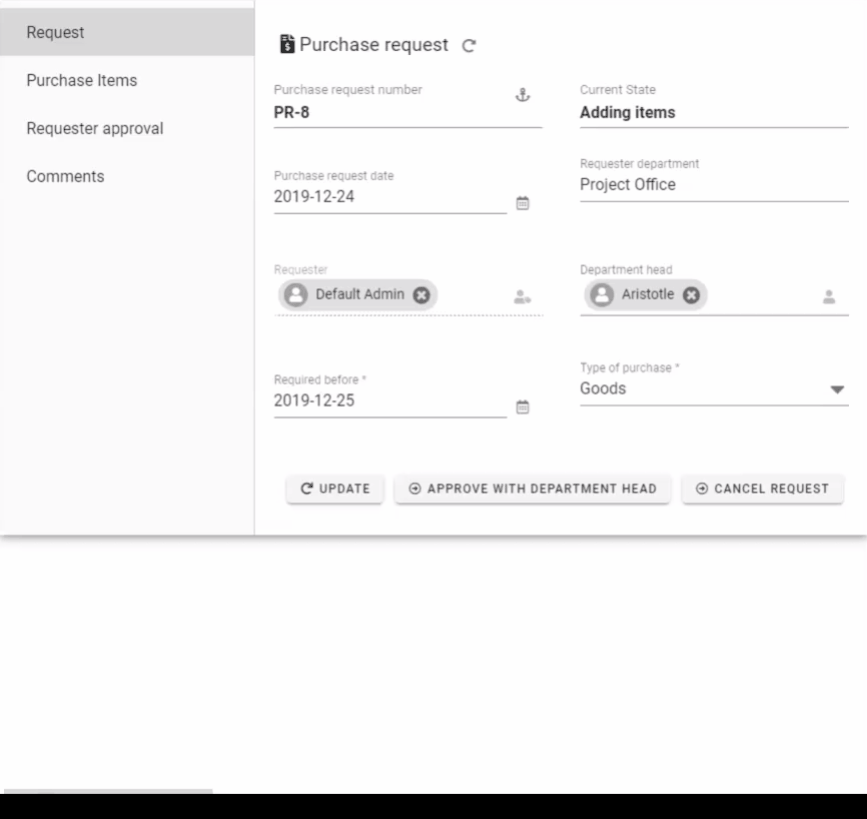 Request
Purchase Items
Requester approval
Comments
Purchase request
Purchase request number
PR-8
Current State
Adding items
Purchase request date
2019-12-24
Requester department
Project Office
Requester
Default Admin
Department head
Aristotle
Required before *
2019-12-25
Type of purchase *
Goods
UPDATE
APPROVE WITH DEPARTMENT HEAD
CANCEL REQUEST